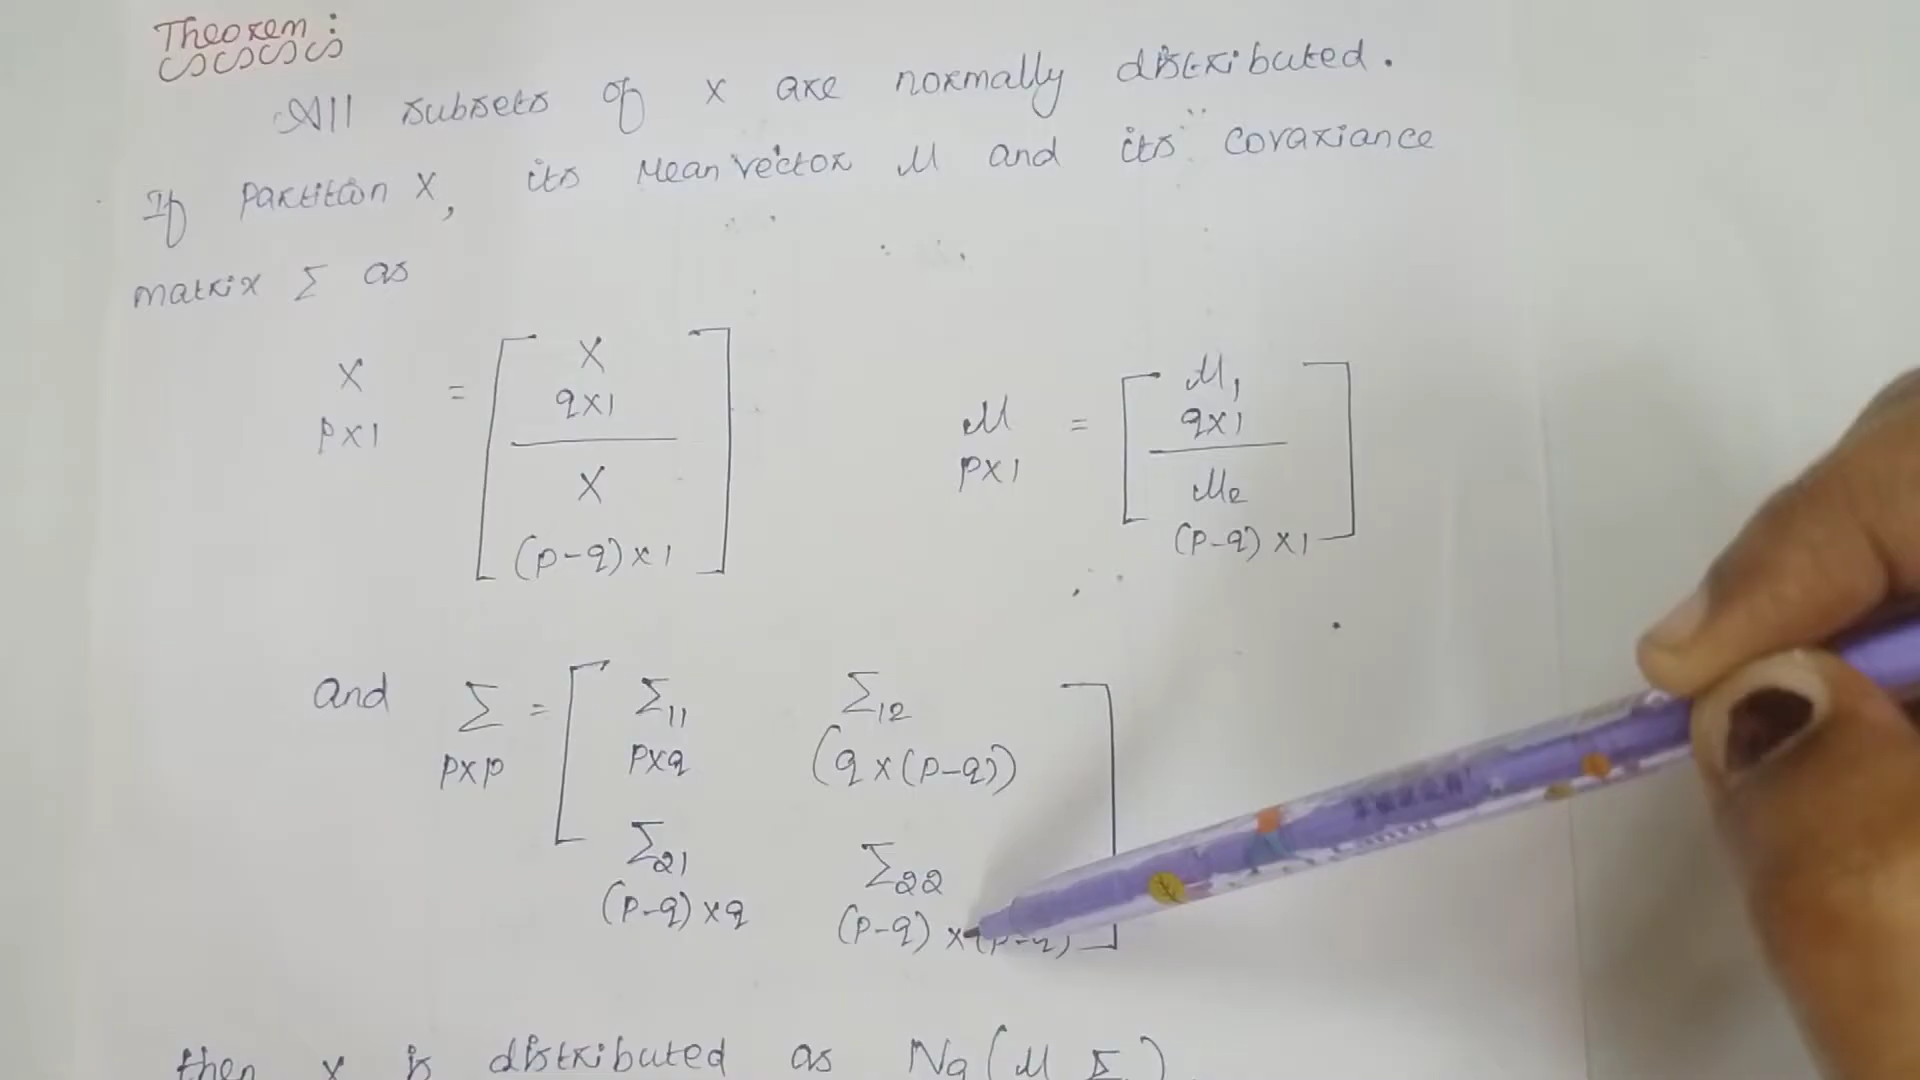 Theorem :
All subsets of x are normally distributed.
If partition X, its Mean vector μ and its covariance
matrix Σ as
X = [ X μ = [ μ1
p×1 q×1 p×1 q×1
X μ2
(p-q)×1 ] (p-q)×1 ]
and Σ = [ Σ11 Σ12
p×p p×q (q×(p-q))
Σ21 Σ22
(p-q)×q (p-q)×(p-q) ]
then x is distributed as Nq(μ Σ)